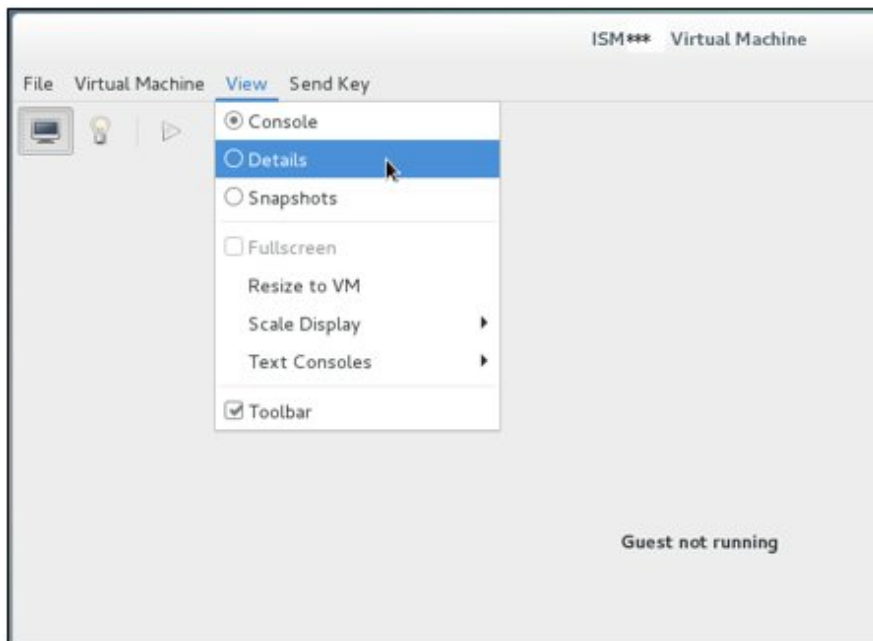 ISM*** Virtual Machine
File Virtual Machine View Send Key
Console
Details
Snapshots
Fullscreen
Resize to VM
Scale Display
Text Consoles
Toolbar
Guest not running